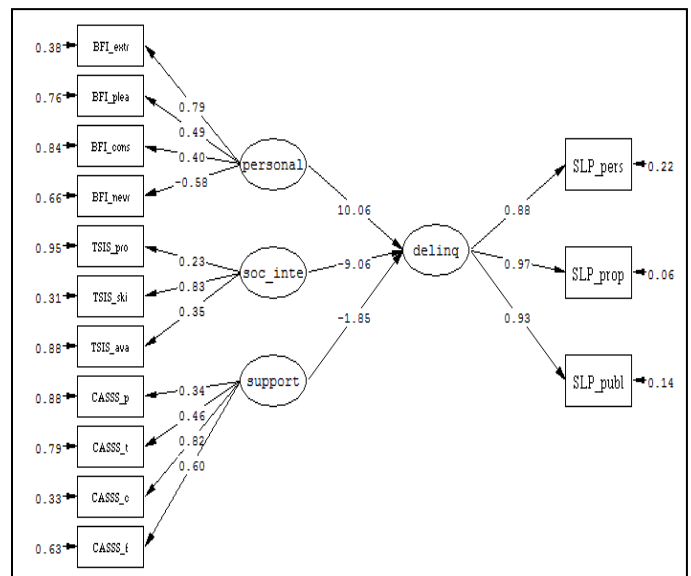 0.38 BFI_extr
0.76 BFI_plea
0.84 BFI_cons
0.66 BFI_neur
0.95 TSIS_pro
0.31 TSIS_ski
0.88 TSIS_ava
0.88 CASSS_p
0.79 CASSS_t
0.33 CASSS_c
0.63 CASSS_f
0.79
0.49
0.40
-0.58
personal
0.23
0.83
0.35
soc_inte
0.34
0.46
0.82
0.60
support
10.06
-9.06
-1.85
delinq
0.88
0.97
0.93
SLP_pers 0.22
SLP_prop 0.06
SLP_publ 0.14